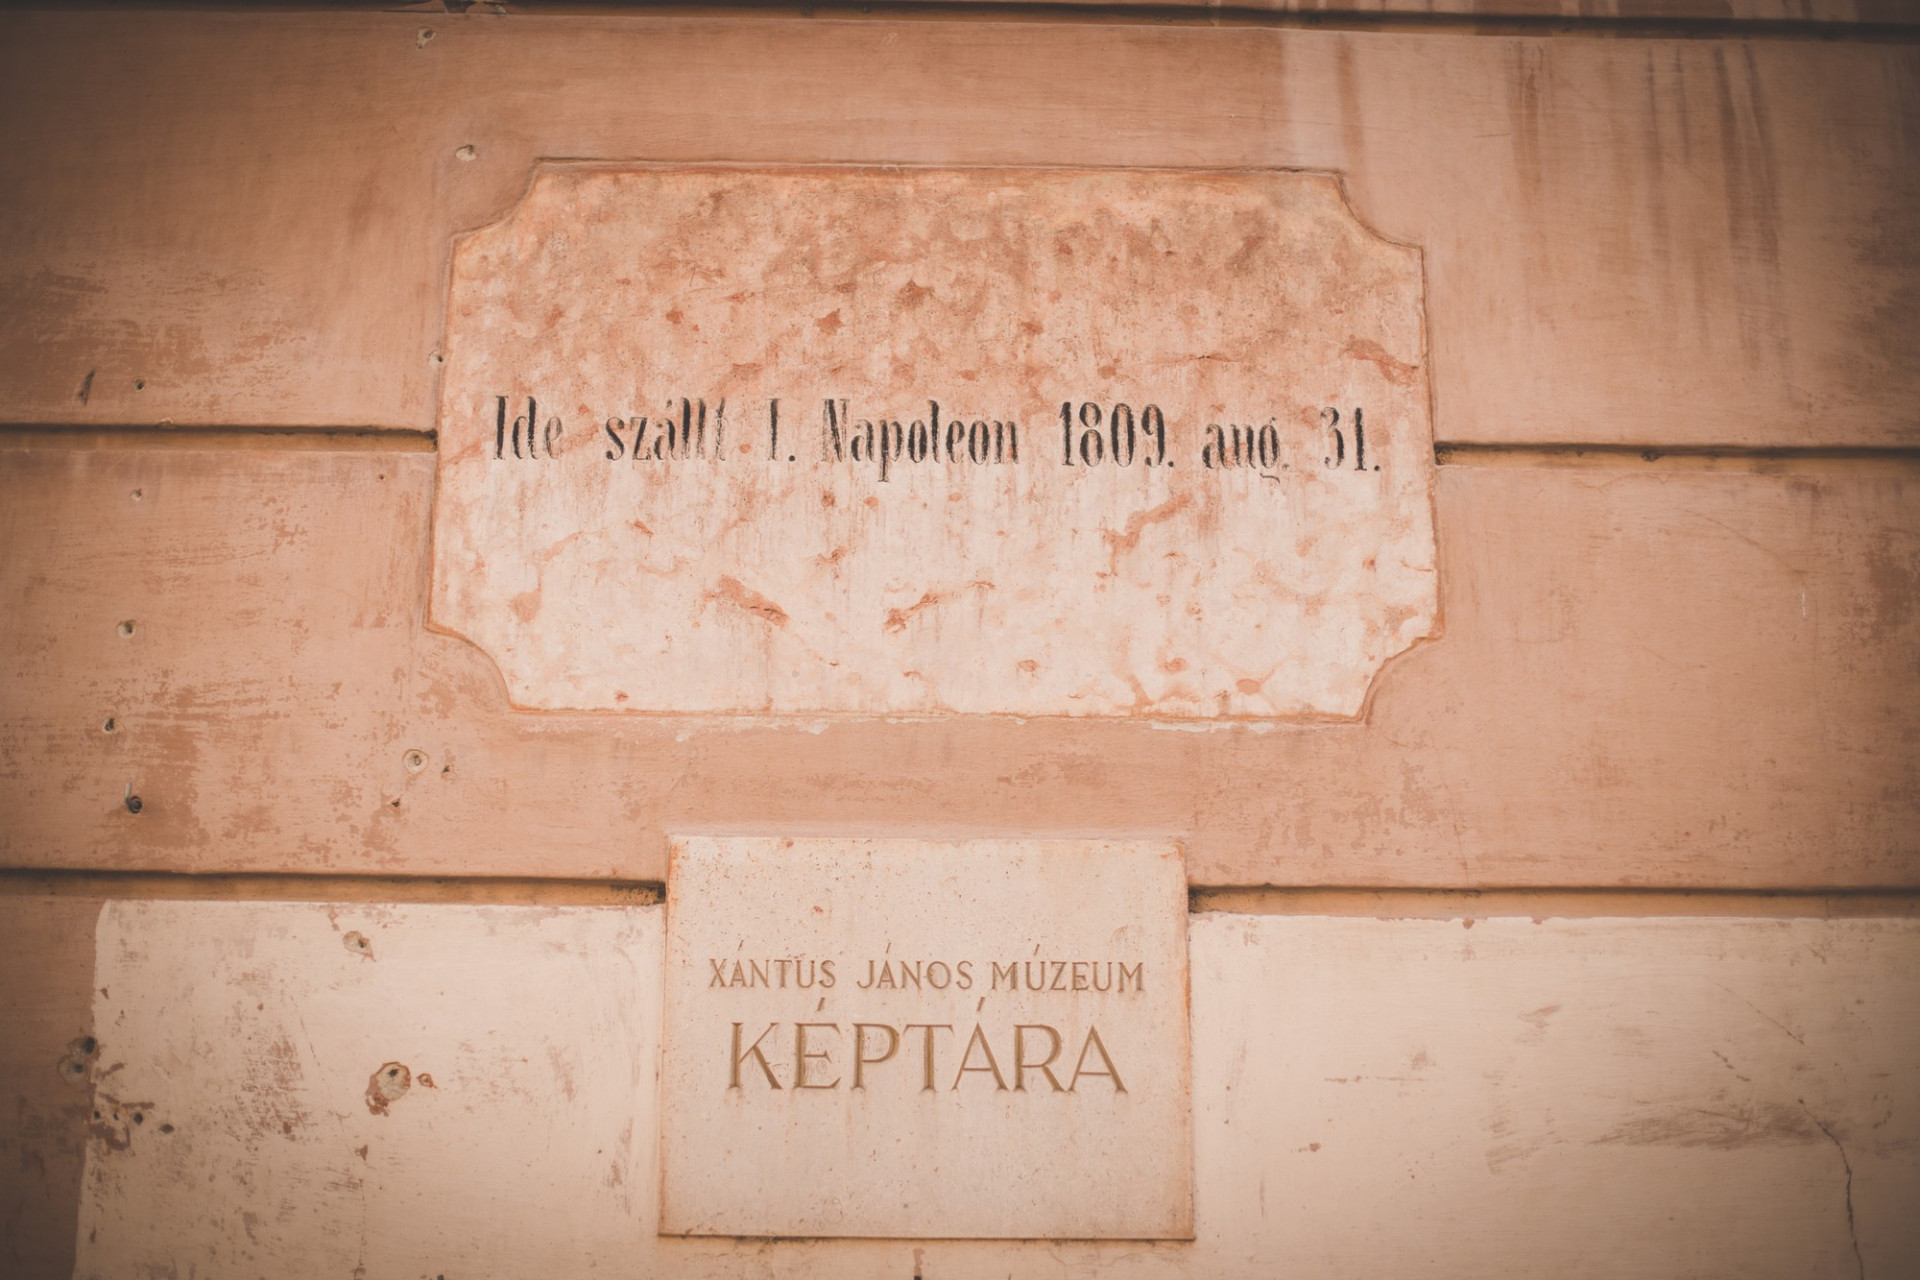 Ide szállt I. Napoleon 1809. aug. 31.
XÁNTUS JÁNOS MÚZEUM
KÉPTÁRA